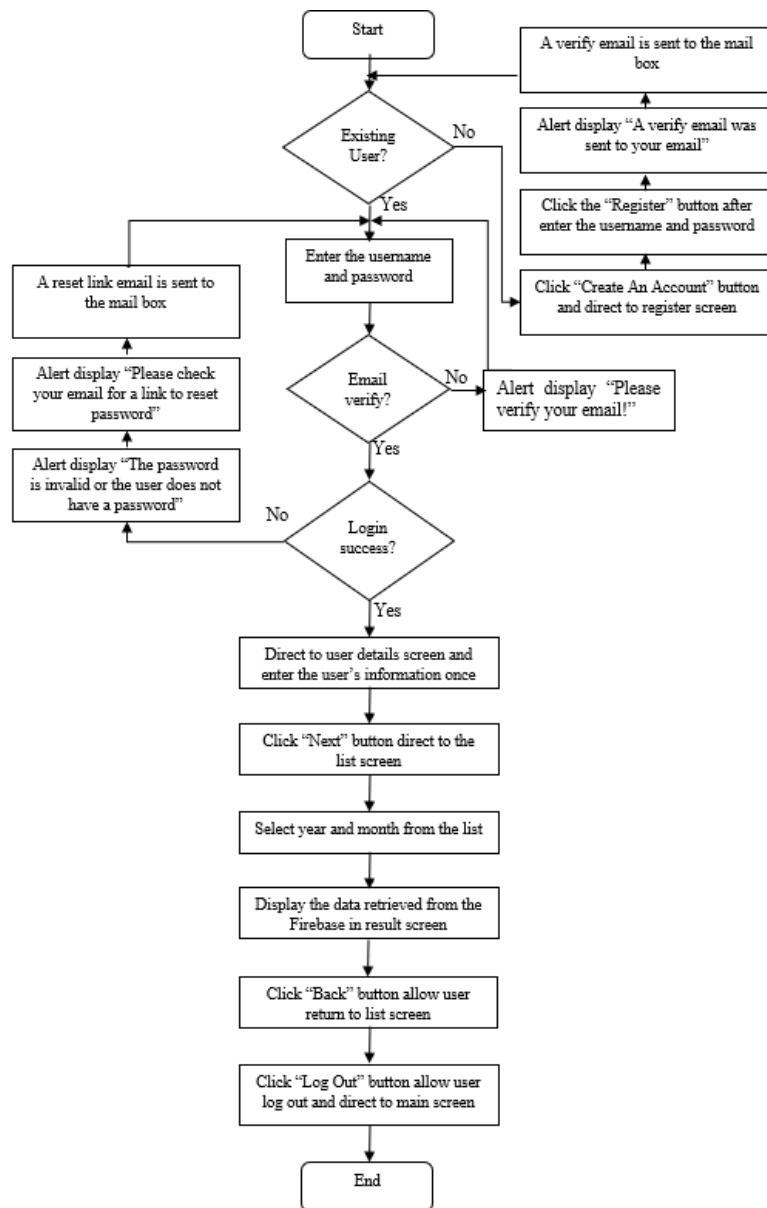 Start
A verify email is sent to the mail
box
Existing
User?
No
Alert display “A verify email was
sent to your email”
Yes
Click the “Register” button after
enter the username and password
Enter the username
and password
A reset link email is sent to
the mail box
Click “Create An Account” button
and direct to register screen
Alert display “Please check
your email for a link to reset
password”
Email
verify?
No
Alert display “Please
verify your email!”
Yes
Alert display “The password
is invalid or the user does not
have a password”
No
Login
success?
Yes
Direct to user details screen and
enter the user’s information once
Click “Next” button direct to the
list screen
Select year and month from the list
Display the data retrieved from the
Firebase in result screen
Click “Back” button allow user
return to list screen
Click “Log Out” button allow user
log out and direct to main screen
End